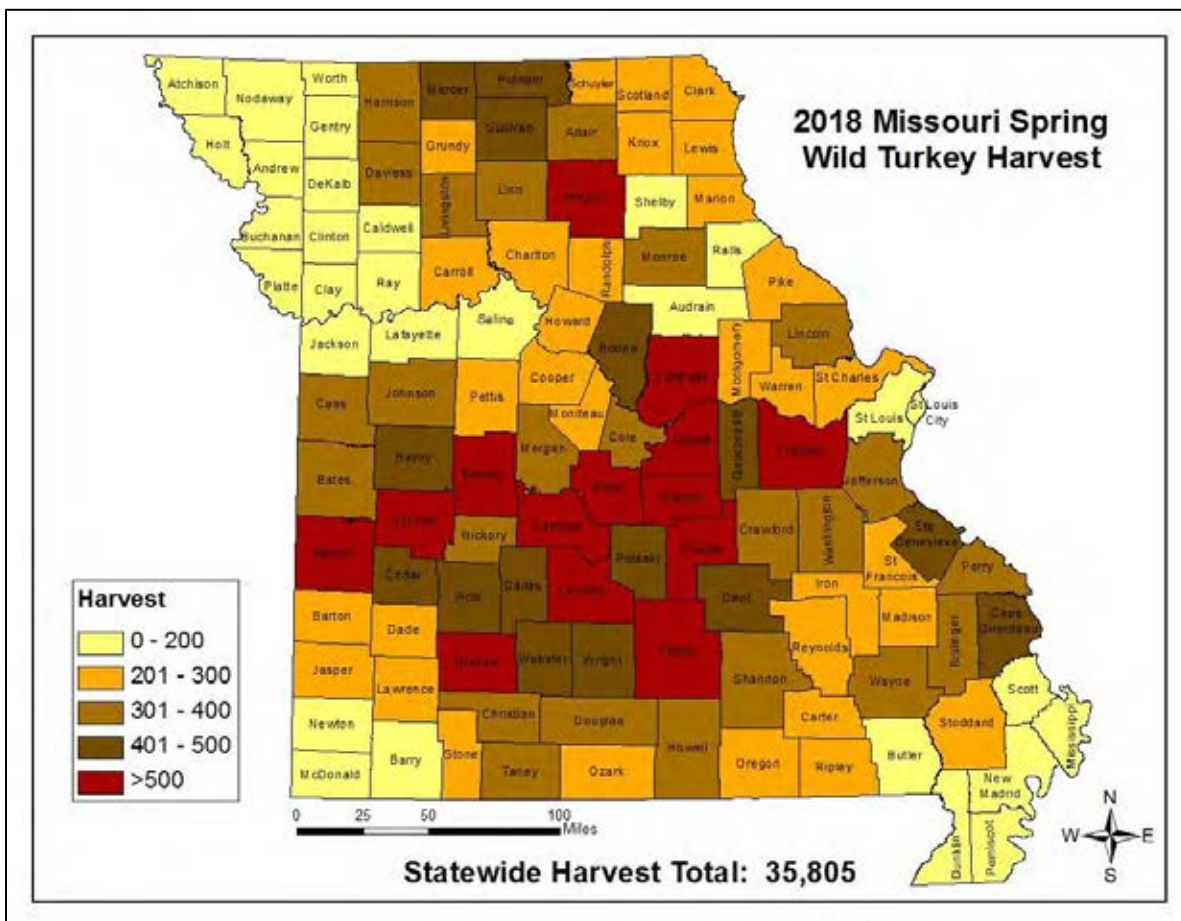 2018 Missouri Spring
Wild Turkey Harvest
Atchison
Nodaway
Worth
Harrison
Mercer
Putnam
Schuyler
Scotland
Clark
Gentry
Sullivan
Adair
Knox
Lewis
Holt
Andrew
DeKalb
Daviess
Grundy
Livingston
Linn
Shelby
Marion
Buchanan
Clinton
Caldwell
Carroll
Chariton
Randolph
Monroe
Ralls
Platte
Clay
Ray
Pike
Audrain
Saline
Howard
Boone
Lincoln
Jackson
Lafayette
Montgomery
Cooper
Warren
St Charles
Cass
Johnson
Pettis
Moniteau
St Louis
St Louis
City
Morgan
Cole
Gasconade
Henry
Bates
Jefferson
Hickory
Crawford
Washington
Ste
Genevieve
Cedar
Pulaski
St
Francois
Perry
Polk
Dallas
Dent
Iron
Barton
Dade
Madison
Bollinger
Cape
Girardeau
Jasper
Webster
Wright
Reynolds
Lawrence
Shannon
Wayne
Scott
Newton
Christian
Douglas
Howell
Carter
Stoddard
Mississippi
McDonald
Barry
Stone
Taney
Ozark
Oregon
Ripley
Butler
New
Madrid
Dunklin
Pemiscot
Harvest
0 - 200
201 - 300
301 - 400
401 - 500
>500
0 25 50 100
Miles
N
W E
S
Statewide Harvest Total: 35,805